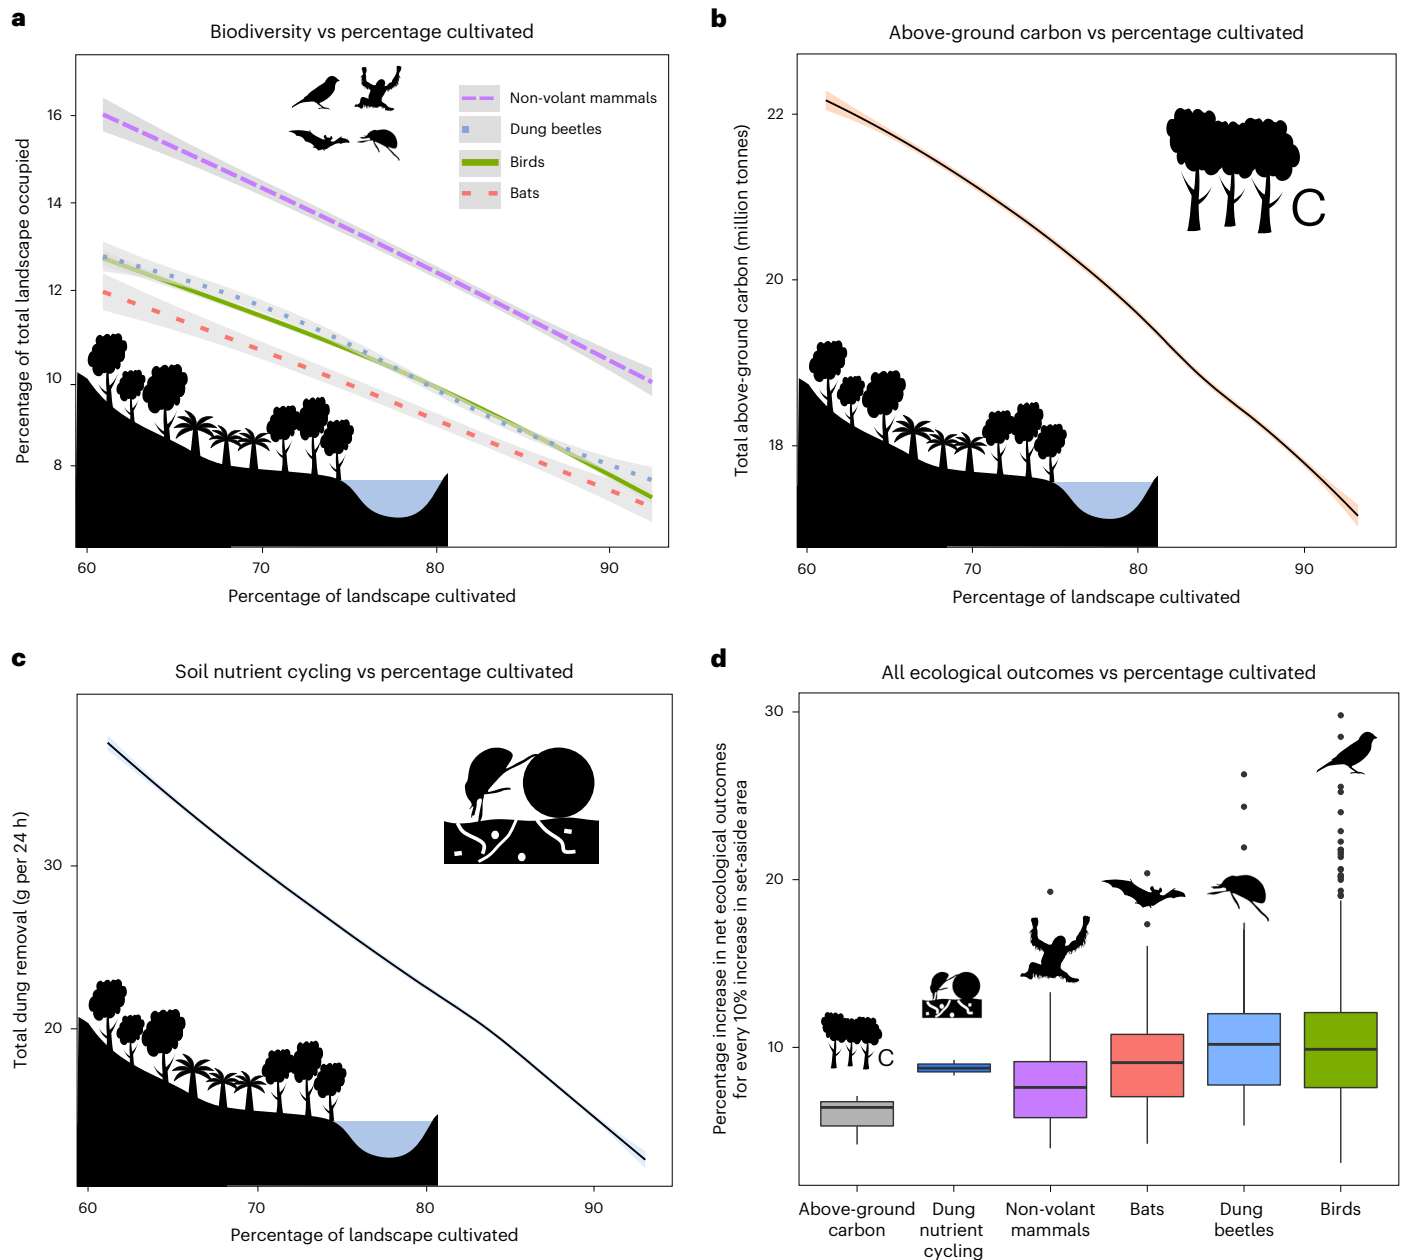 a
Biodiversity vs percentage cultivated
Percentage of total landscape occupied
16
14
12
10
8
Non-volant mammals
Dung beetles
Birds
Bats
60
70
80
90
Percentage of landscape cultivated
b
Above-ground carbon vs percentage cultivated
Total above-ground carbon (million tonnes)
22
20
18
C
60
70
80
90
Percentage of landscape cultivated
c
Soil nutrient cycling vs percentage cultivated
Total dung removal (g per 24 h)
30
20
60
70
80
90
Percentage of landscape cultivated
d
All ecological outcomes vs percentage cultivated
Percentage increase in net ecological outcomes
for every 10% increase in set-aside area
30
20
10
C
Above-ground
carbon
Dung
nutrient
cycling
Non-volant
mammals
Bats
Dung
beetles
Birds